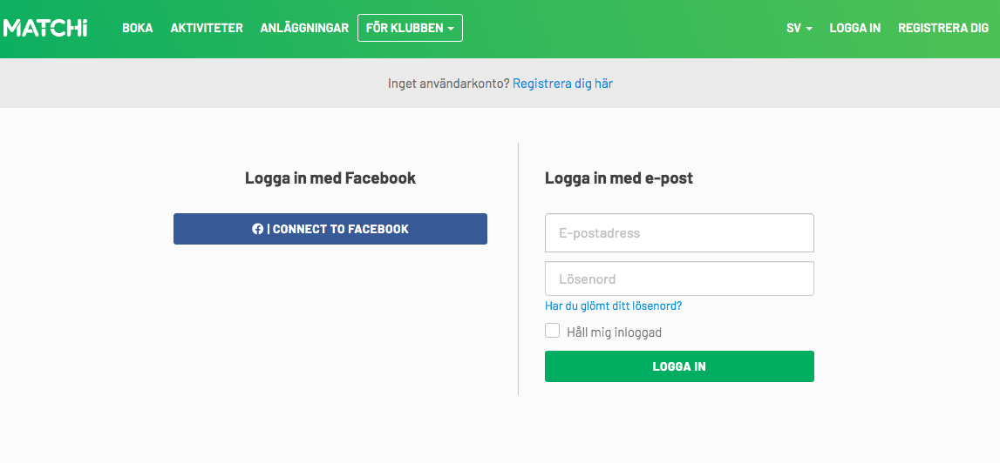 MATCHi BOKA AKTIVITETER ANLÄGGNINGAR FÖR KLUBBEN SV LOGGA IN REGISTRERA DIG
Inget användarkonto? Registrera dig här
Logga in med Facebook
| CONNECT TO FACEBOOK
Logga in med e-post
E-postadress
Lösenord
Har du glömt ditt lösenord?
Håll mig inloggad
LOGGA IN